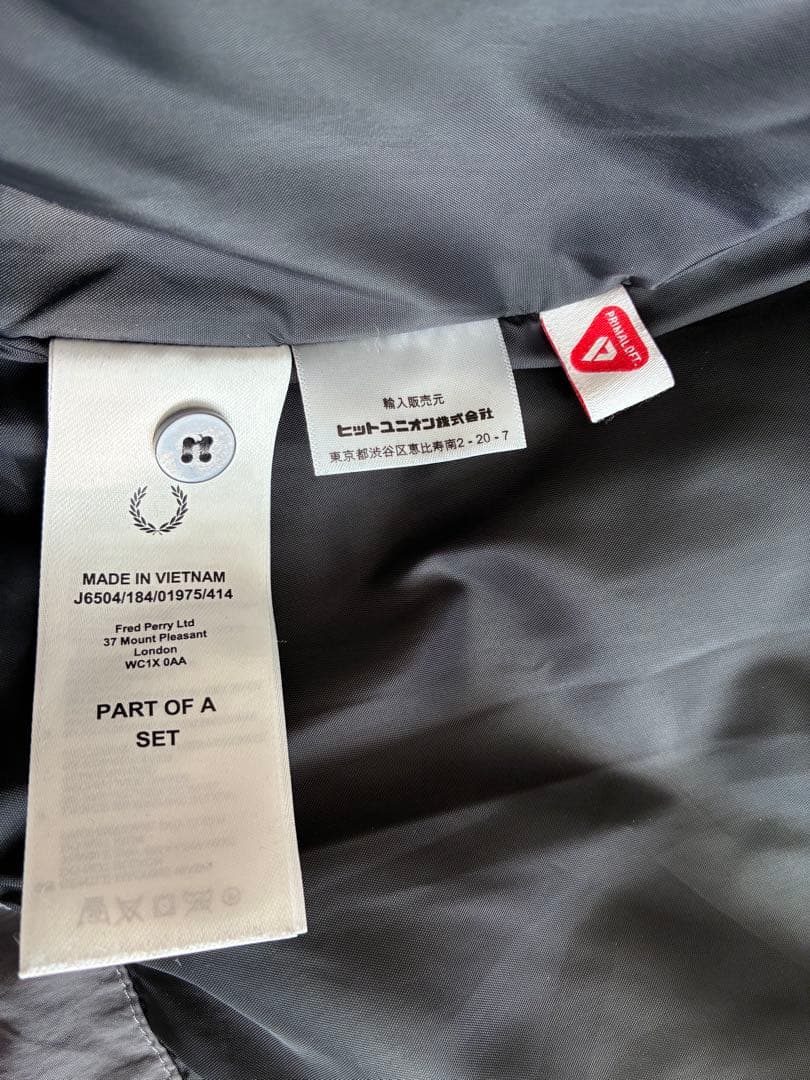 MADE IN VIETNAM
J6504/184/01975/414
Fred Perry Ltd
37 Mount Pleasant
London
WC1X 0AA
PART OF A
SET
輸入販売元
ヒットユニオン株式会社
東京都渋谷区恵比寿南2-20-7
PRIMALOFT.